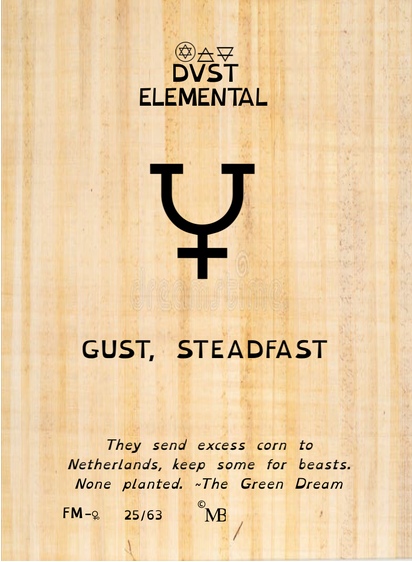 DVST
ELEMENTAL
GUST, STEADFAST
They send excess corn to
Netherlands, keep some for beasts.
None planted. ~The Green Dream
FM-♀ 25/63 © MB
dreamstime